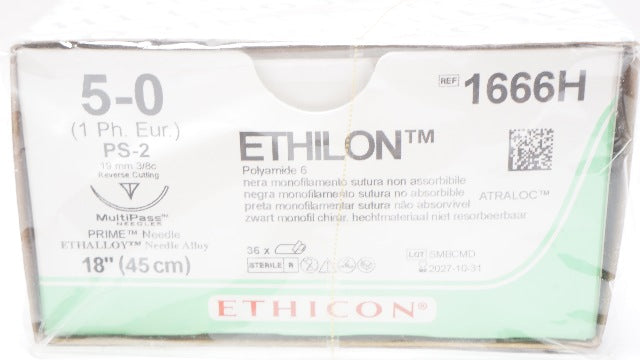 5-0
(1 Ph. Eur.)
PS-2
19 mm 3/8c
Reverse Cutting
MultiPass™
NEEDLES
PRIME™ Needle
ETHALLOY™ Needle Alloy
18" (45 cm)
REF 1666H
ETHILON™
Polyamide 6
nera monofilamento sutura non assorbibile
negra monofilamento sutura no absorbible
preta monofilamentar sutura não absorvível
zwart monofil chirur. hechtmateriaal niet resorbeerbaar
ATRALOC™
36 x
STERILE R
LOT SMBCMD
2027-10-31
ETHICON®